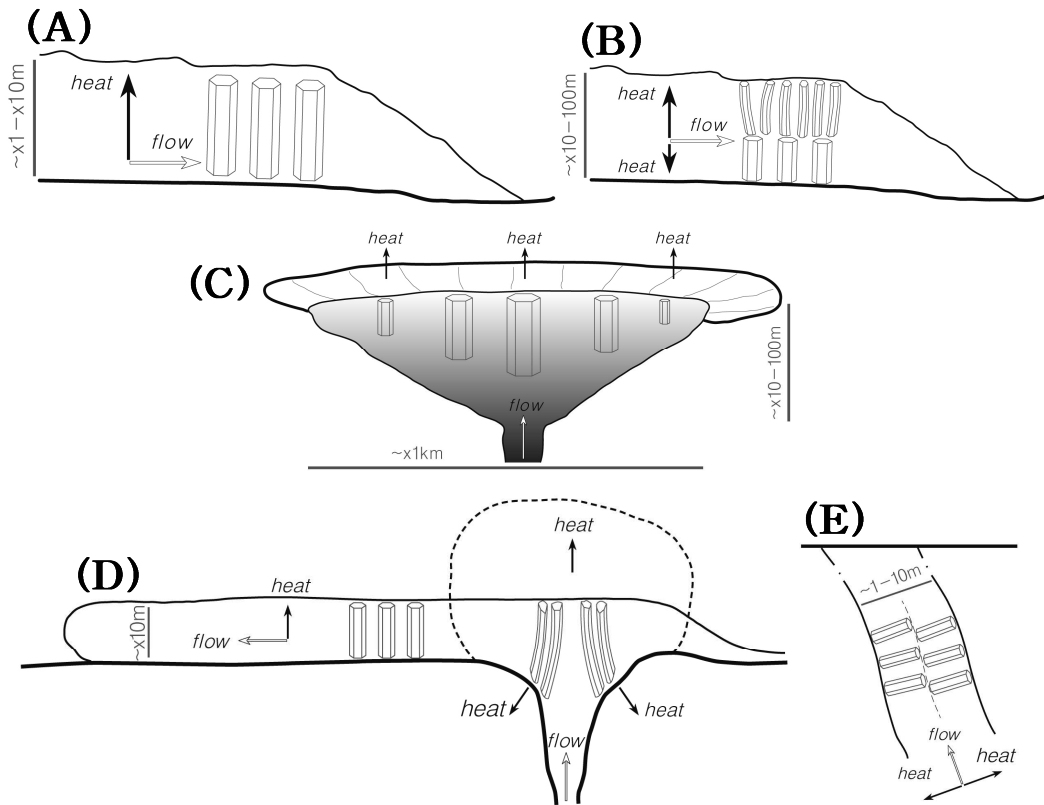 (A)
heat
flow
~x1–x10m
(B)
heat
flow
heat
~x10–100m
(C)
heat
heat
heat
flow
~x1km
~x10–100m
(D)
heat
flow
~x10m
heat
heat
heat
flow
(E)
~1–10m
flow
heat
heat